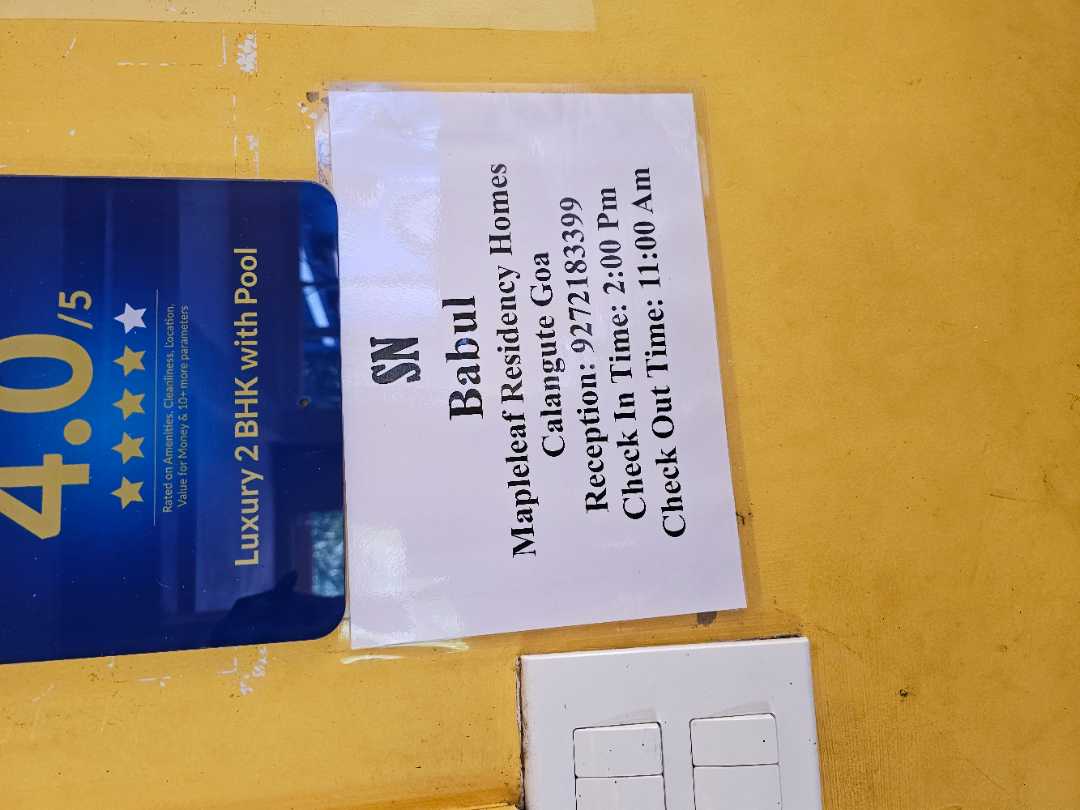 4.0/5
Rated on Amenities, Cleanliness, Location,
Value for Money & 10+ more parameters
Luxury 2 BHK with Pool
SN
Babul
Mapleleaf Residency Homes
Calangute Goa
Reception: 9272183399
Check In Time: 2:00 Pm
Check Out Time: 11:00 Am